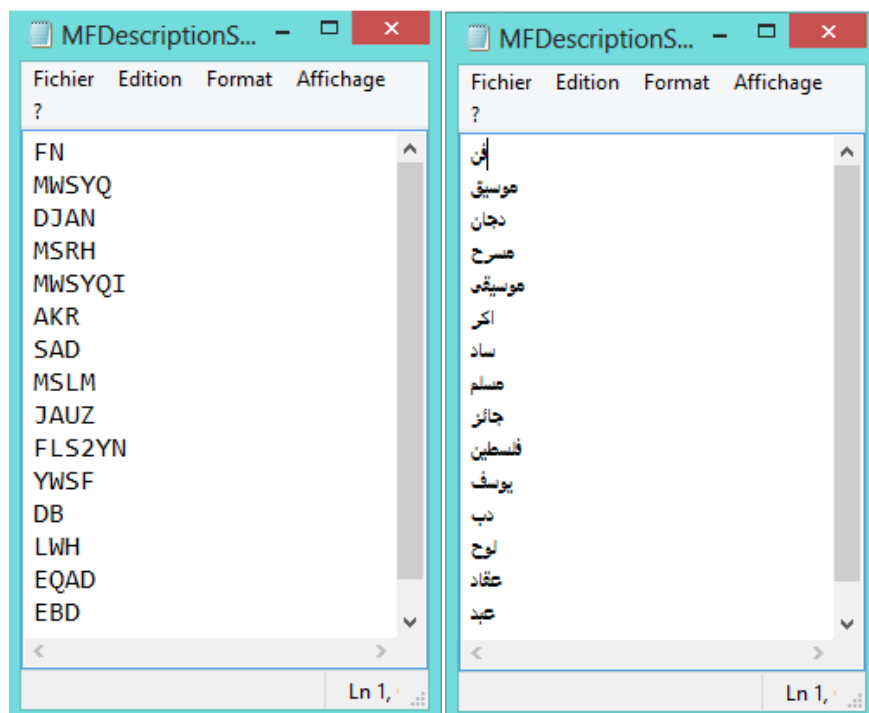 MFDescriptionS...
Fichier Edition Format Affichage
?
FN
MWSYQ
DJAN
MSRH
MWSYQI
AKR
SAD
MSLM
JAUZ
FLS2YN
YWSF
DB
LWH
EQAD
EBD
Ln 1,
MFDescriptionS...
Fichier Edition Format Affichage
?
فن
موسيق
دجان
مسرح
موسيقى
اكر
ساد
مسلم
جائز
فلسطين
يوسف
دب
لوح
عقاد
عبد
Ln 1,